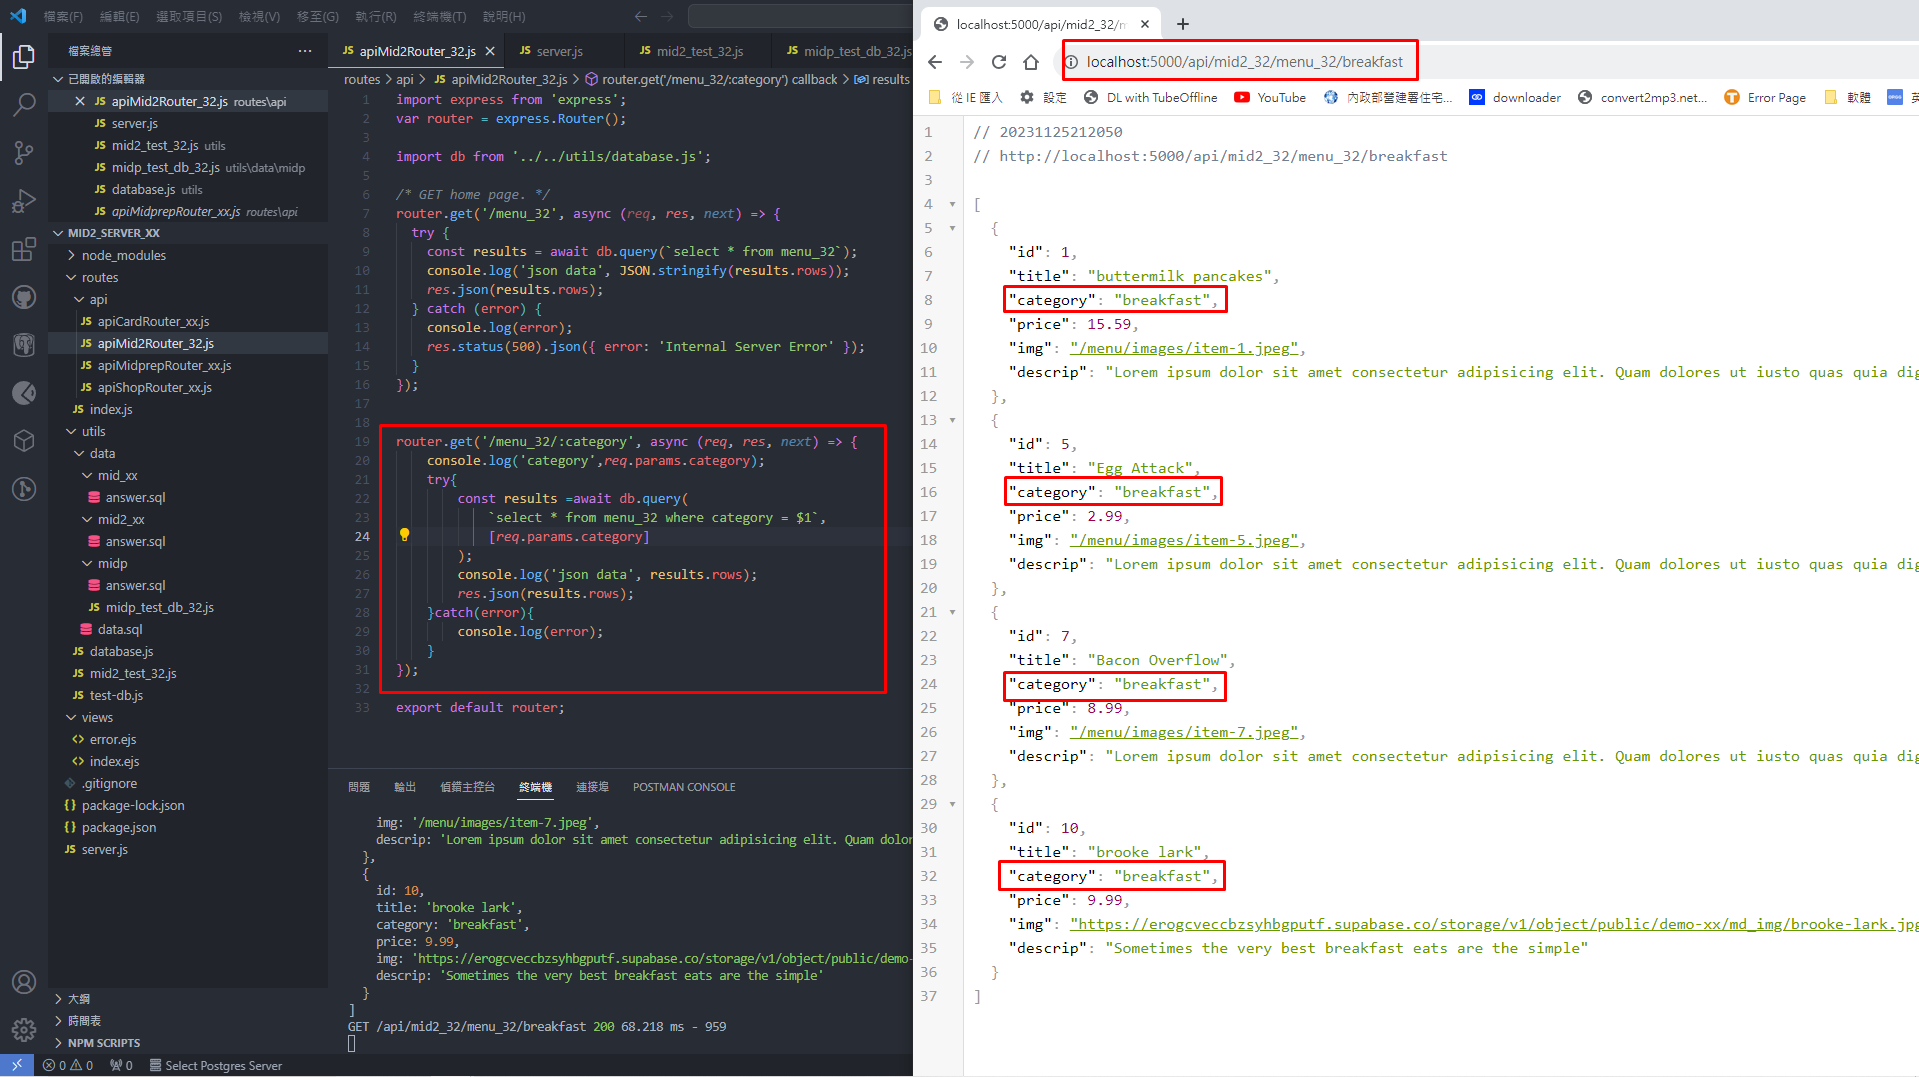 檔案(F) 編輯(E) 選取項目(S) 檢視(V) 移至(G) 執行(R) 終端機(T) 說明(H)
檔案總管
已開啟的編輯器
JS apiMid2Router_32.js routes\api
JS server.js
JS mid2_test_32.js utils
JS midp_test_db_32.js utils\data\midp
JS database.js utils
JS apiMidprepRouter_xx.js routes\api
MID2_SERVER_XX
node_modules
routes
api
JS apiCardRouter_xx.js
JS apiMid2Router_32.js
JS apiMidprepRouter_xx.js
JS apiShopRouter_xx.js
JS index.js
utils
data
mid_xx
answer.sql
mid2_xx
answer.sql
midp
answer.sql
JS midp_test_db_32.js
data.sql
JS database.js
JS mid2_test_32.js
JS test-db.js
views
<> error.ejs
<> index.ejs
.gitignore
{} package-lock.json
{} package.json
JS server.js
大綱
時間表
NPM SCRIPTS
0 0 0 Select Postgres Server
JS apiMid2Router_32.js JS server.js JS mid2_test_32.js JS midp_test_db_32.js
routes > api > JS apiMid2Router_32.js > router.get('/menu_32/:category') callback > results
1 import express from 'express';
2 var router = express.Router();
3
4 import db from '../../utils/database.js';
5
6 /* GET home page. */
7 router.get('/menu_32', async (req, res, next) => {
8 try {
9 const results = await db.query(`select * from menu_32`);
10 console.log('json data', JSON.stringify(results.rows));
11 res.json(results.rows);
12 } catch (error) {
13 console.log(error);
14 res.status(500).json({ error: 'Internal Server Error' });
15 }
16 });
17
18
19 router.get('/menu_32/:category', async (req, res, next) => {
20 console.log('category',req.params.category);
21 try{
22 const results =await db.query(
23 `select * from menu_32 where category = $1`,
24 [req.params.category]
25 );
26 console.log('json data', results.rows);
27 res.json(results.rows);
28 }catch(error){
29 console.log(error);
30 }
31 });
32
33 export default router;
問題 輸出 偵錯主控台 終端機 連接埠 POSTMAN CONSOLE
img: '/menu/images/item-7.jpeg',
descrip: 'Lorem ipsum dolor sit amet consectetur adipisicing elit. Quam dolor
},
{
id: 10,
title: 'brooke lark',
category: 'breakfast',
price: 9.99,
img: 'https://erogcveccbzsyhbgputf.supabase.co/storage/v1/object/public/demo-
descrip: 'Sometimes the very best breakfast eats are the simple'
}
]
GET /api/mid2_32/menu_32/breakfast 200 68.218 ms - 959
localhost:5000/api/mid2_32/m
localhost:5000/api/mid2_32/menu_32/breakfast
從 IE 匯入 設定 DL with TubeOffline YouTube 內政部營建署住宅... downloader convert2mp3.net... Error Page 軟體
1 // 20231125212050
2 // http://localhost:5000/api/mid2_32/menu_32/breakfast
3
4 [
5 {
6 "id": 1,
7 "title": "buttermilk pancakes",
8 "category": "breakfast",
9 "price": 15.59,
10 "img": "/menu/images/item-1.jpeg",
11 "descrip": "Lorem ipsum dolor sit amet consectetur adipisicing elit. Quam dolores ut iusto quas quia dig
12 },
13 {
14 "id": 5,
15 "title": "Egg Attack",
16 "category": "breakfast",
17 "price": 2.99,
18 "img": "/menu/images/item-5.jpeg",
19 "descrip": "Lorem ipsum dolor sit amet consectetur adipisicing elit. Quam dolores ut iusto quas quia dig
20 },
21 {
22 "id": 7,
23 "title": "Bacon Overflow",
24 "category": "breakfast",
25 "price": 8.99,
26 "img": "/menu/images/item-7.jpeg",
27 "descrip": "Lorem ipsum dolor sit amet consectetur adipisicing elit. Quam dolores ut iusto quas quia dig
28 },
29 {
30 "id": 10,
31 "title": "brooke lark",
32 "category": "breakfast",
33 "price": 9.99,
34 "img": "https://erogcveccbzsyhbgputf.supabase.co/storage/v1/object/public/demo-xx/md_img/brooke-lark.jpg
35 "descrip": "Sometimes the very best breakfast eats are the simple"
36 }
37 ]